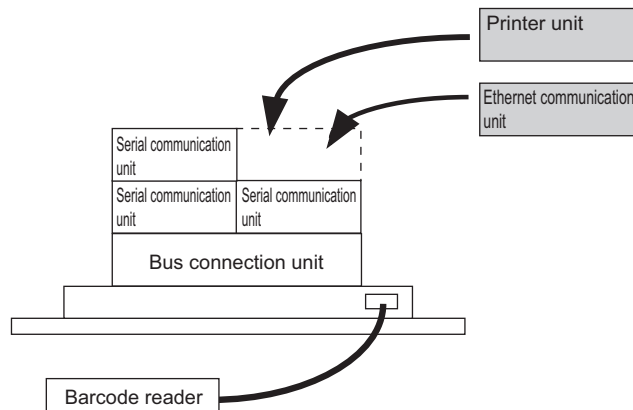 Printer unit
Ethernet communication
unit
Serial communication
unit
Serial communication
unit
Serial communication
unit
Bus connection unit
Barcode reader